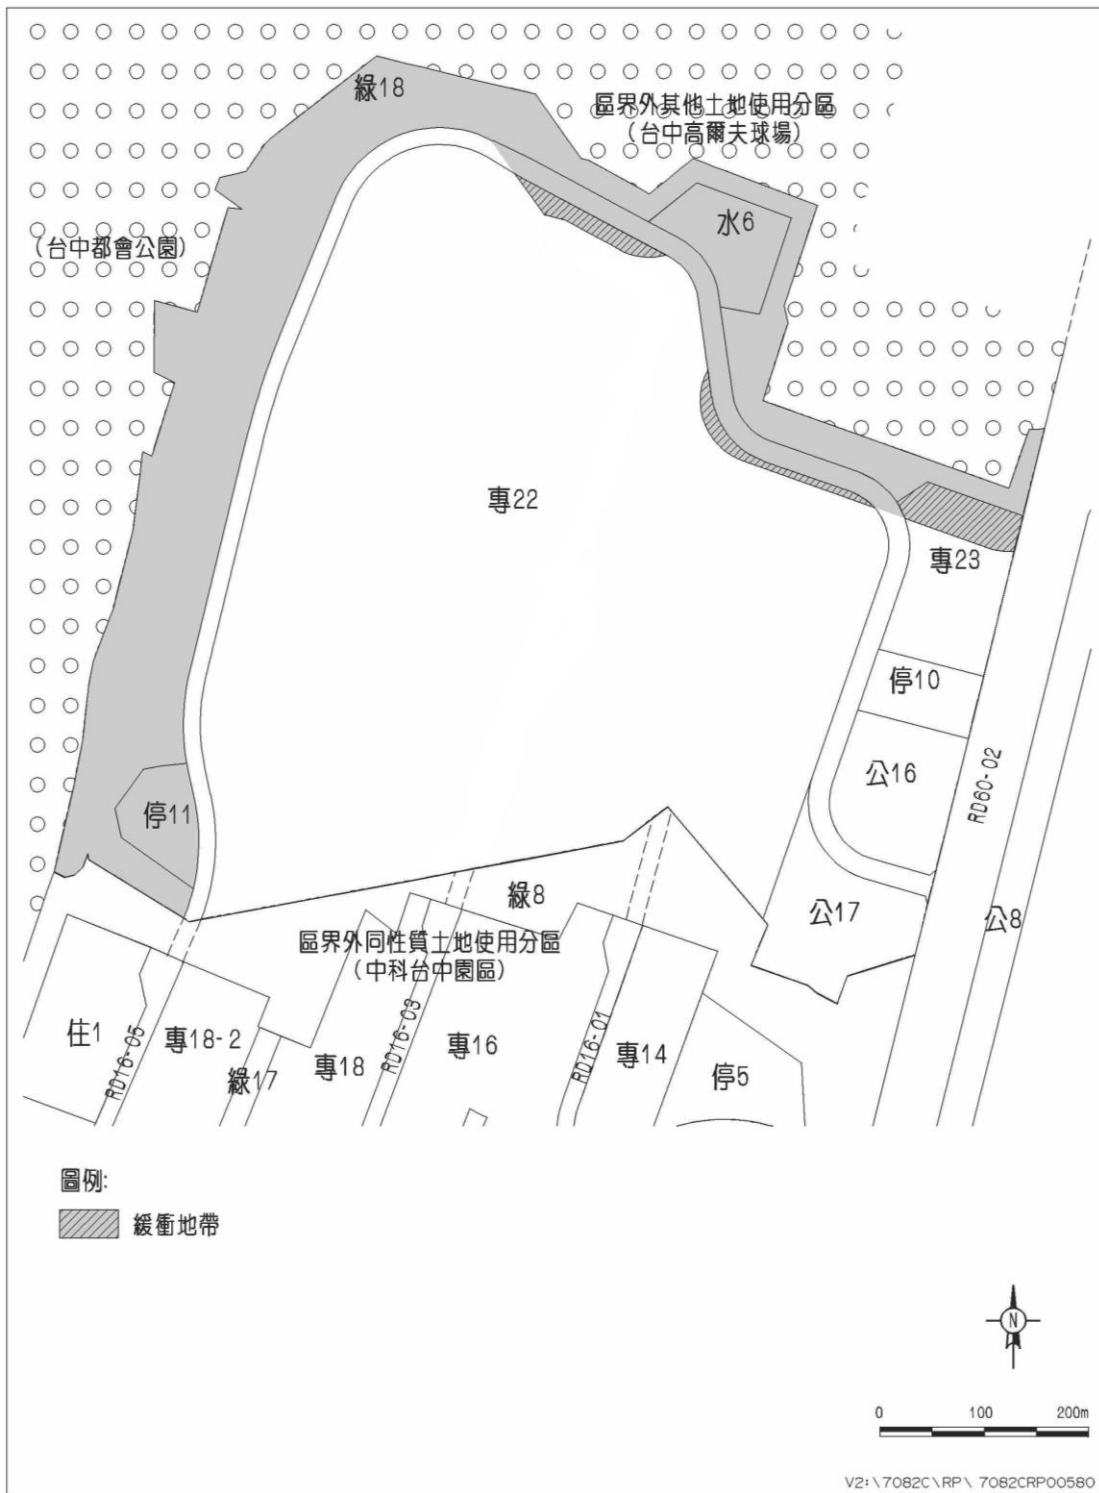 綠18
區界外其他土地使用分區
(台中高爾夫球場)
水6
(台中都會公園)
專22
專23
停10
公16
RD60-02
停11
綠8
公17
公8
區界外同性質土地使用分區
(中科台中園區)
住1
RD16-05
專18-2
綠17
專18
RD16-03
專16
RD16-01
專14
停5
圖例:
緩衝地帶
N
0 100 200m
V2:\7082C\RP\ 7082CRP00580